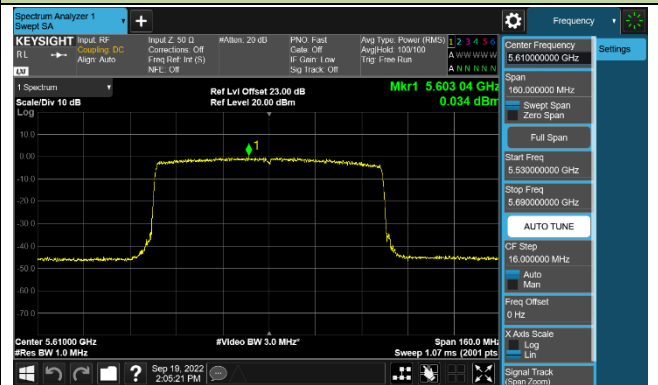 Spectrum Analyzer 1
Swept SA
+
Frequency
KEYSIGHT
RL
LXI
Input: RF
Coupling: DC
Align: Auto
Input Z: 50 Ω
Corrections: Off
Freq Ref: Int (S)
NFE: Off
#Atten: 20 dB
PNO: Fast
Gate: Off
IF Gain: Low
Sig Track: Off
Avg Type: Power (RMS)
Avg|Hold: 100/100
Trig: Free Run
1 2 3 4 5 6
A W W W W W
A N N N N N
1 Spectrum
Scale/Div 10 dB
Log
Ref Lvl Offset 23.00 dB
Ref Level 20.00 dBm
Mkr1 5.603 04 GHz
0.034 dBm
10.0
0.00
-10.0
-20.0
-30.0
-40.0
-50.0
-60.0
-70.0
1
Center 5.61000 GHz
#Res BW 1.0 MHz
#Video BW 3.0 MHz*
Span 160.0 MHz
Sweep 1.07 ms (2001 pts
Center Frequency
5.610000000 GHz
Settings
Span
160.000000 MHz
Swept Span
Zero Span
Full Span
Start Freq
5.530000000 GHz
Stop Freq
5.690000000 GHz
AUTO TUNE
CF Step
16.000000 MHz
Auto
Man
Freq Offset
0 Hz
X Axis Scale
Log
Lin
Signal Track
(Span Zoom)
?
Sep 19, 2022
2:05:21 PM